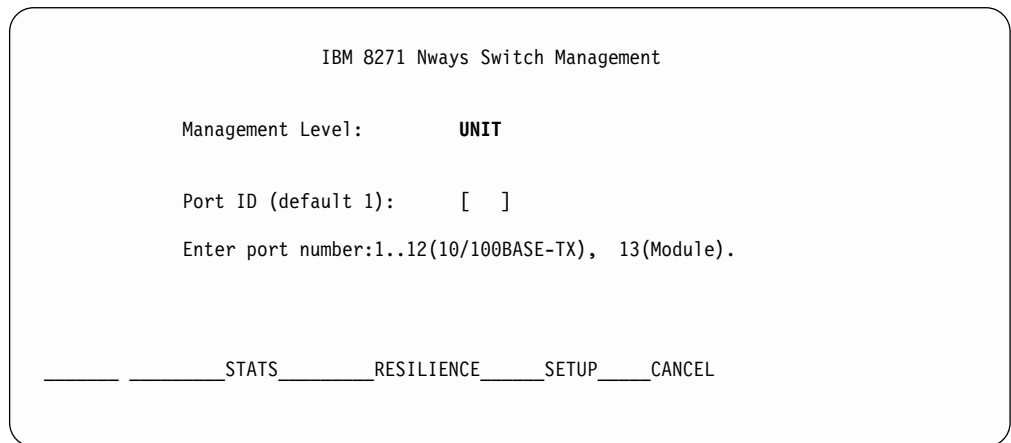 IBM 8271 Nways Switch Management
Management Level: UNIT
Port ID (default 1): [ ]
Enter port number:1..12(10/100BASE-TX), 13(Module).
_______ _________STATS_________RESILIENCE______SETUP_____CANCEL